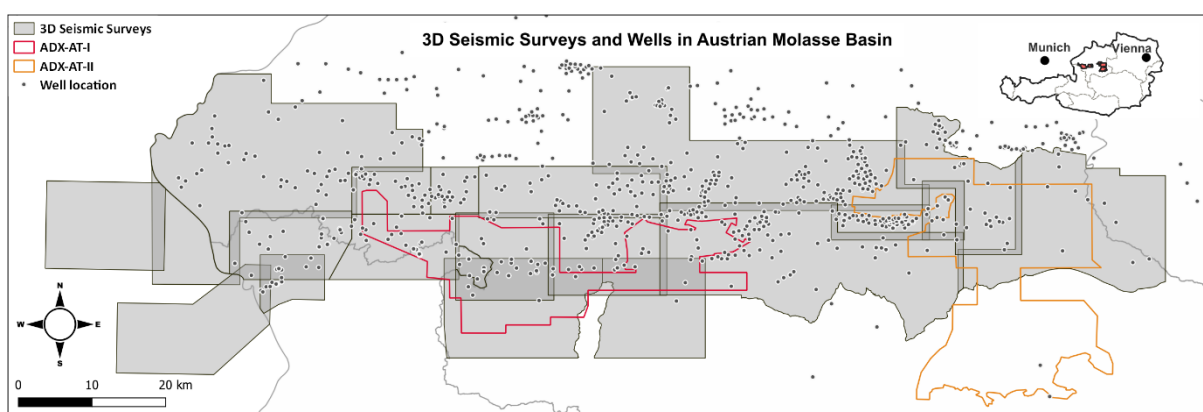 3D Seismic Surveys
ADX-AT-I
ADX-AT-II
Well location
3D Seismic Surveys and Wells in Austrian Molasse Basin
Munich
Vienna
N
W
E
S
0 10 20 km